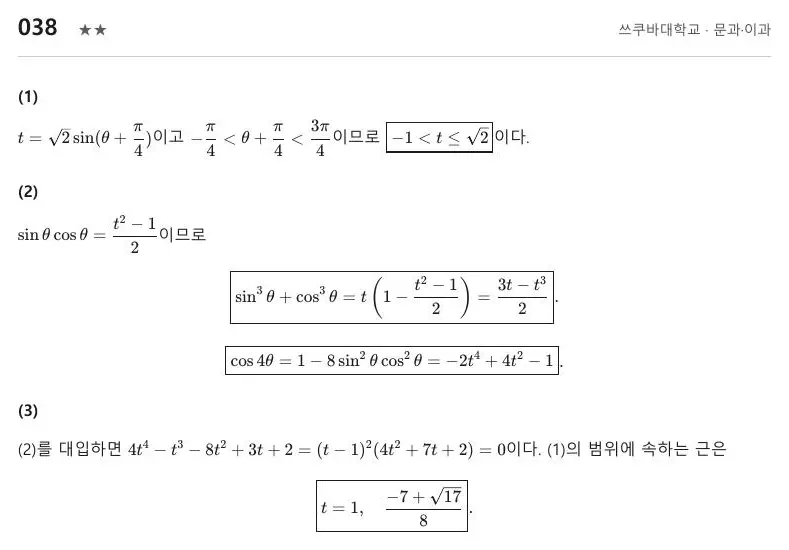 038 ★★ 쓰쿠바대학교 · 문과·이과
(1)
t = √2 sin(θ + π/4)이고 −π/4 < θ + π/4 < 3π/4이므로 −1 < t ≤ √2이다.
(2)
sin θ cos θ = (t² − 1)/2이므로
sin³ θ + cos³ θ = t(1 − (t² − 1)/2) = (3t − t³)/2.
cos 4θ = 1 − 8 sin² θ cos² θ = −2t⁴ + 4t² − 1.
(3)
(2)를 대입하면 4t⁴ − t³ − 8t² + 3t + 2 = (t − 1)²(4t² + 7t + 2) = 0이다. (1)의 범위에 속하는 근은
t = 1, (−7 + √17)/8.